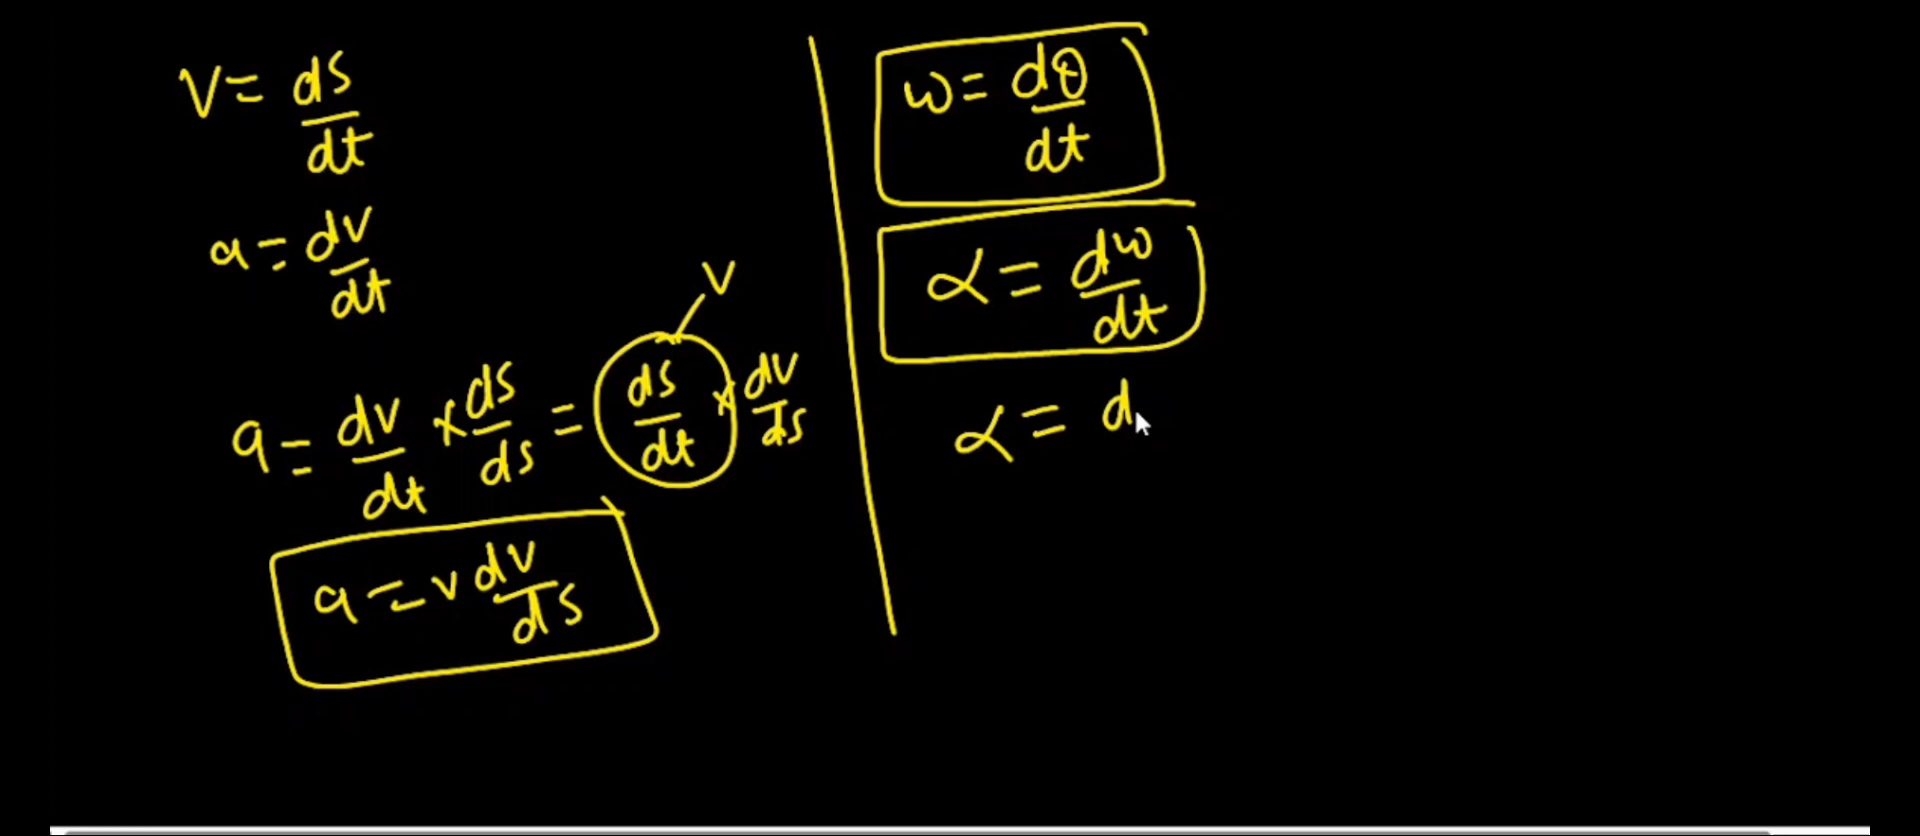 v = ds/dt
a = dv/dt
v
a = dv/dt × ds/ds = ds/dt × dv/ds
a = v dv/ds
ω = dθ/dt
α = dω/dt
α = d